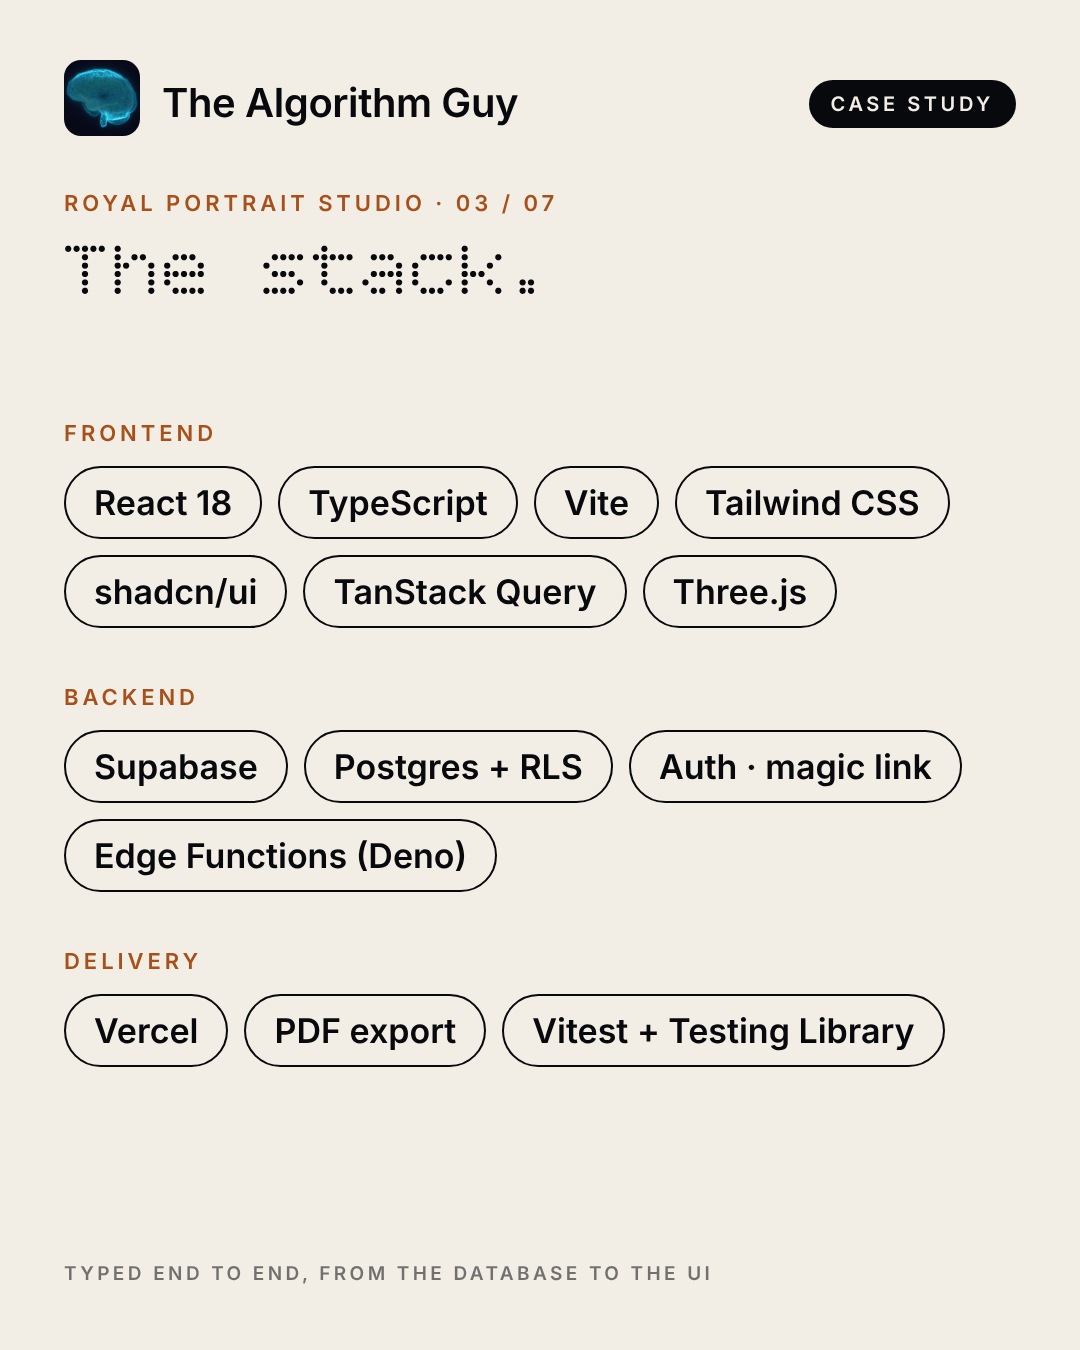 The Algorithm Guy
CASE STUDY
ROYAL PORTRAIT STUDIO · 03 / 07
The stack.
FRONTEND
React 18
TypeScript
Vite
Tailwind CSS
shadcn/ui
TanStack Query
Three.js
BACKEND
Supabase
Postgres + RLS
Auth · magic link
Edge Functions (Deno)
DELIVERY
Vercel
PDF export
Vitest + Testing Library
TYPED END TO END, FROM THE DATABASE TO THE UI